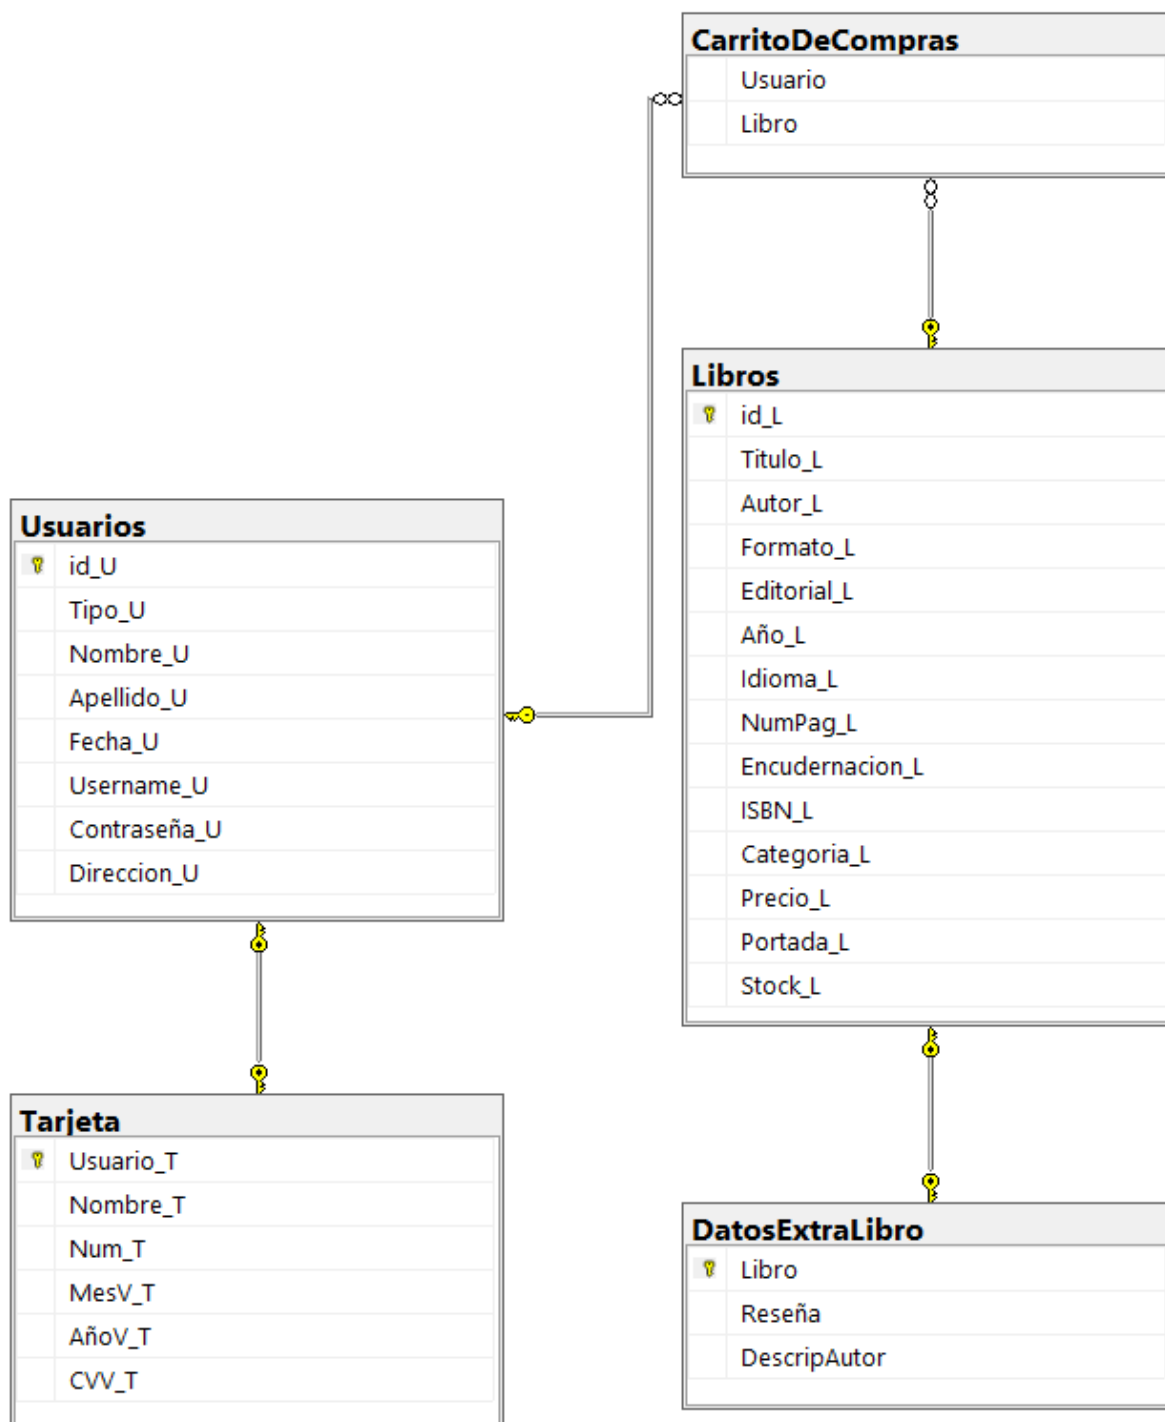 CarritoDeCompras
Usuario
Libro
Libros
id_L
Titulo_L
Autor_L
Formato_L
Editorial_L
Año_L
Idioma_L
NumPag_L
Encudernacion_L
ISBN_L
Categoria_L
Precio_L
Portada_L
Stock_L
Usuarios
id_U
Tipo_U
Nombre_U
Apellido_U
Fecha_U
Username_U
Contraseña_U
Direccion_U
Tarjeta
Usuario_T
Nombre_T
Num_T
MesV_T
AñoV_T
CVV_T
DatosExtraLibro
Libro
Reseña
DescripAutor